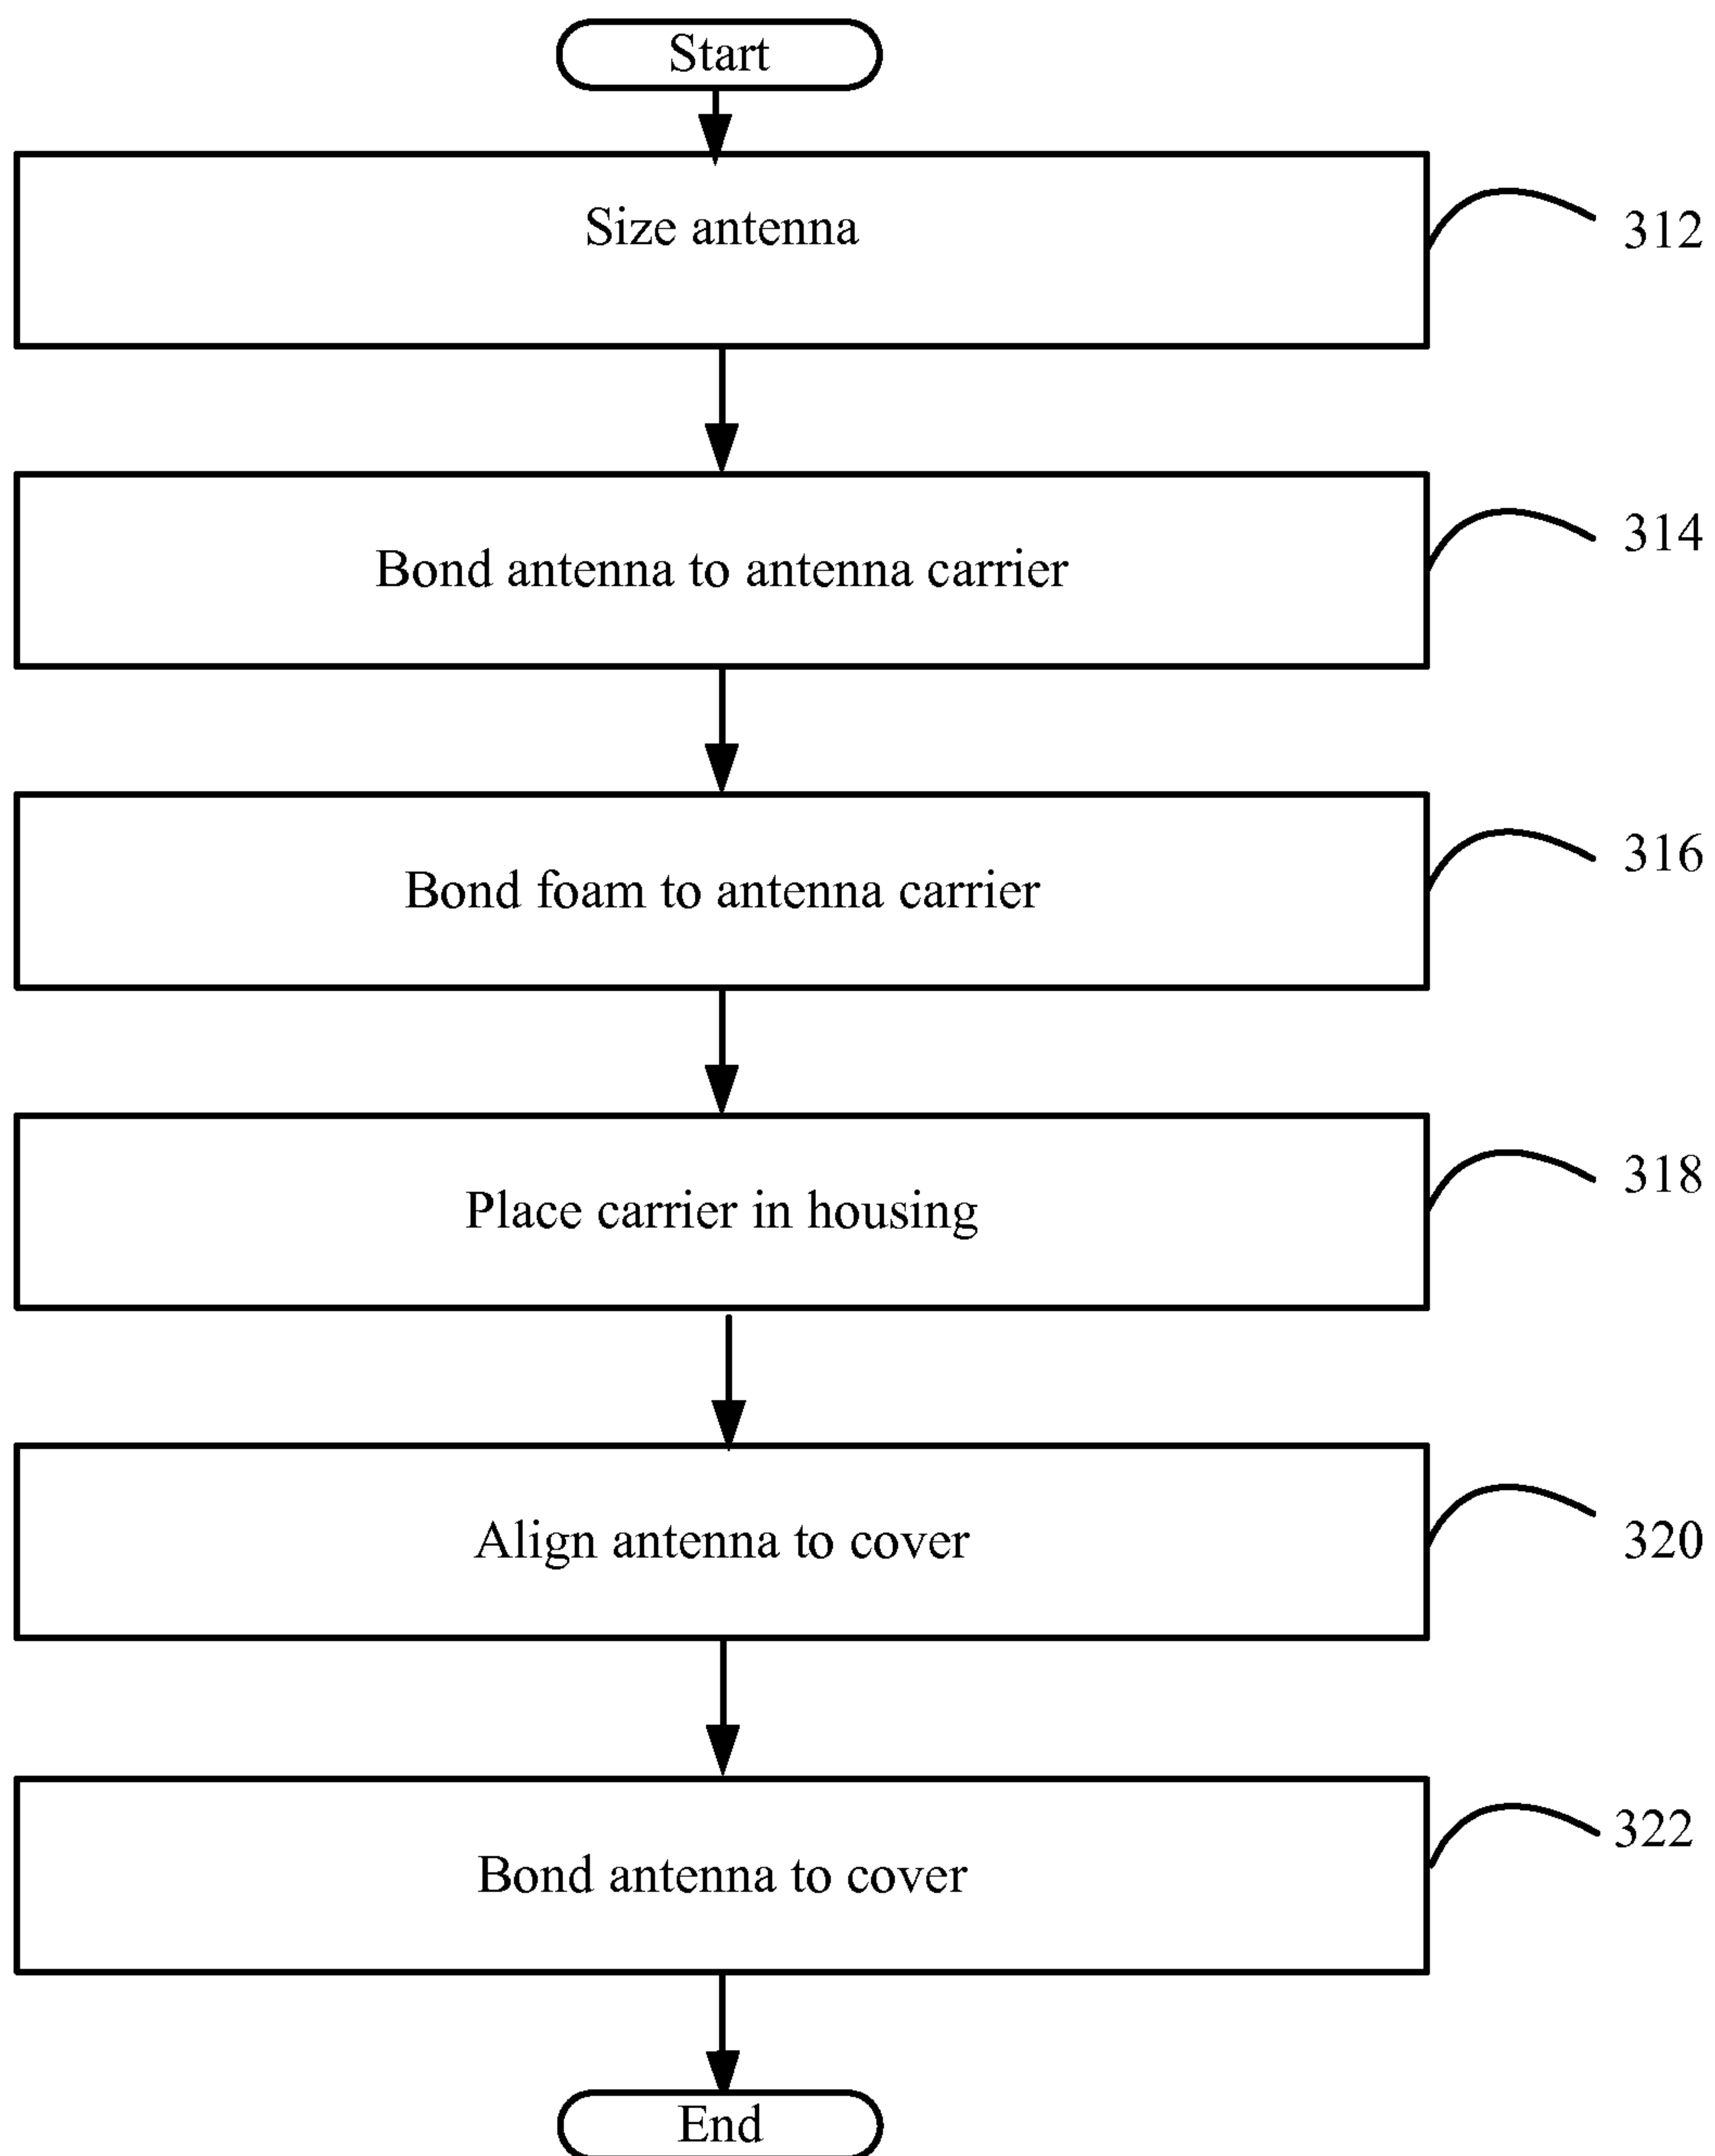 Start
Size antenna
312
Bond antenna to antenna carrier
314
Bond foam to antenna carrier
316
Place carrier in housing
318
Align antenna to cover
320
Bond antenna to cover
322
End